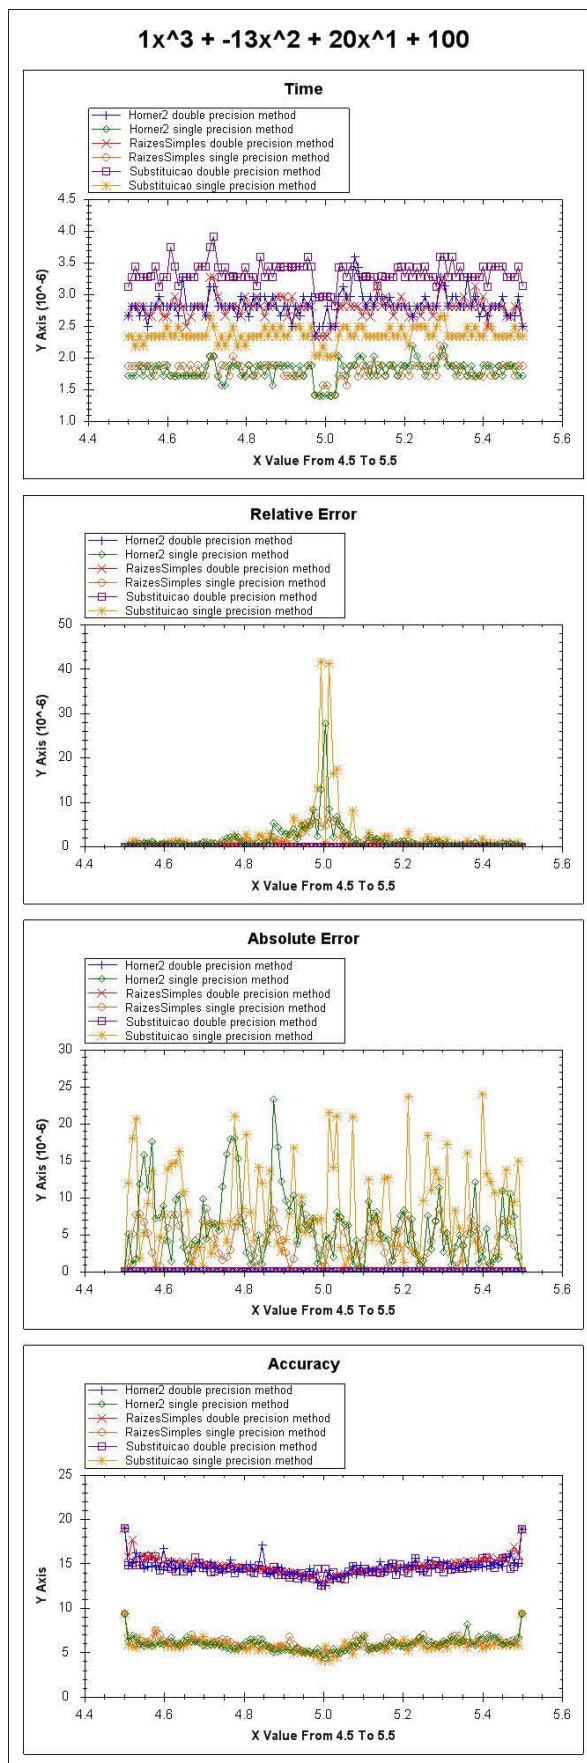 1x^3 + -13x^2 + 20x^1 + 100
Time
Horner2 double precision method
Horner2 single precision method
RaizesSimples double precision method
RaizesSimples single precision method
Substituicao double precision method
Substituicao single precision method
4.5
4.0
3.5
3.0
2.5
2.0
1.5
1.0
Y Axis (10^-6)
4.4 4.6 4.8 5.0 5.2 5.4 5.6
X Value From 4.5 To 5.5
Relative Error
Horner2 double precision method
Horner2 single precision method
RaizesSimples double precision method
RaizesSimples single precision method
Substituicao double precision method
Substituicao single precision method
50
40
30
20
10
0
Y Axis (10^-6)
4.4 4.6 4.8 5.0 5.2 5.4 5.6
X Value From 4.5 To 5.5
Absolute Error
Horner2 double precision method
Horner2 single precision method
RaizesSimples double precision method
RaizesSimples single precision method
Substituicao double precision method
Substituicao single precision method
30
25
20
15
10
5
0
Y Axis (10^-6)
4.4 4.6 4.8 5.0 5.2 5.4 5.6
X Value From 4.5 To 5.5
Accuracy
Horner2 double precision method
Horner2 single precision method
RaizesSimples double precision method
RaizesSimples single precision method
Substituicao double precision method
Substituicao single precision method
25
20
15
10
5
0
Y Axis
4.4 4.6 4.8 5.0 5.2 5.4 5.6
X Value From 4.5 To 5.5